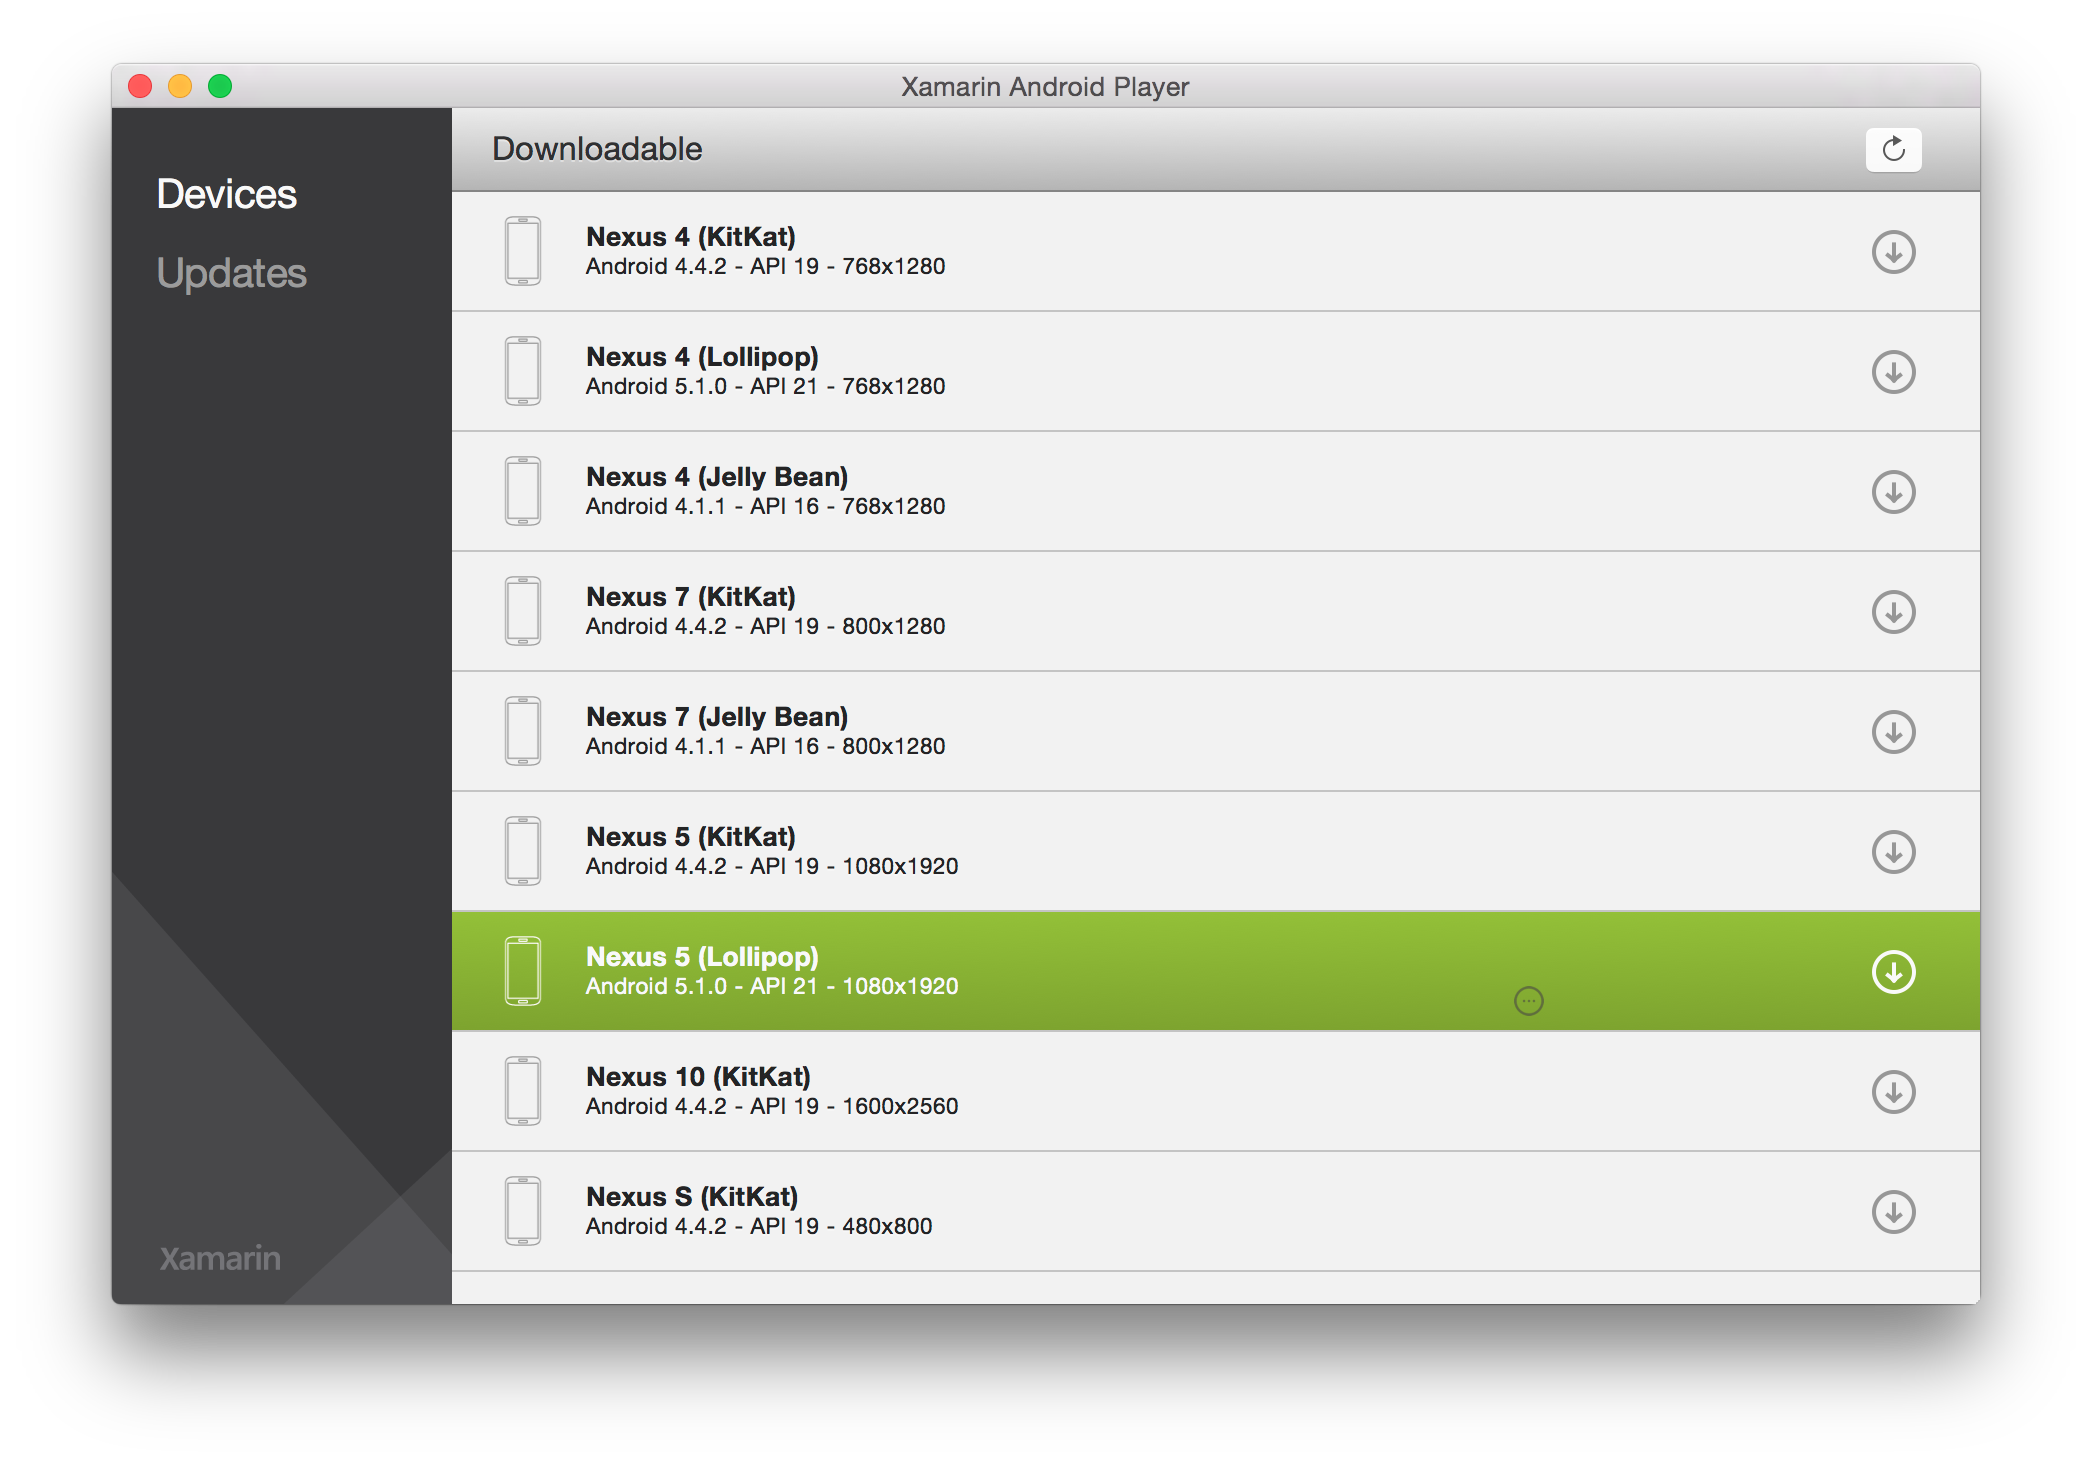 Xamarin Android Player
Devices
Updates
Xamarin
Downloadable
Nexus 4 (KitKat)
Android 4.4.2 - API 19 - 768x1280
Nexus 4 (Lollipop)
Android 5.1.0 - API 21 - 768x1280
Nexus 4 (Jelly Bean)
Android 4.1.1 - API 16 - 768x1280
Nexus 7 (KitKat)
Android 4.4.2 - API 19 - 800x1280
Nexus 7 (Jelly Bean)
Android 4.1.1 - API 16 - 800x1280
Nexus 5 (KitKat)
Android 4.4.2 - API 19 - 1080x1920
Nexus 5 (Lollipop)
Android 5.1.0 - API 21 - 1080x1920
Nexus 10 (KitKat)
Android 4.4.2 - API 19 - 1600x2560
Nexus S (KitKat)
Android 4.4.2 - API 19 - 480x800